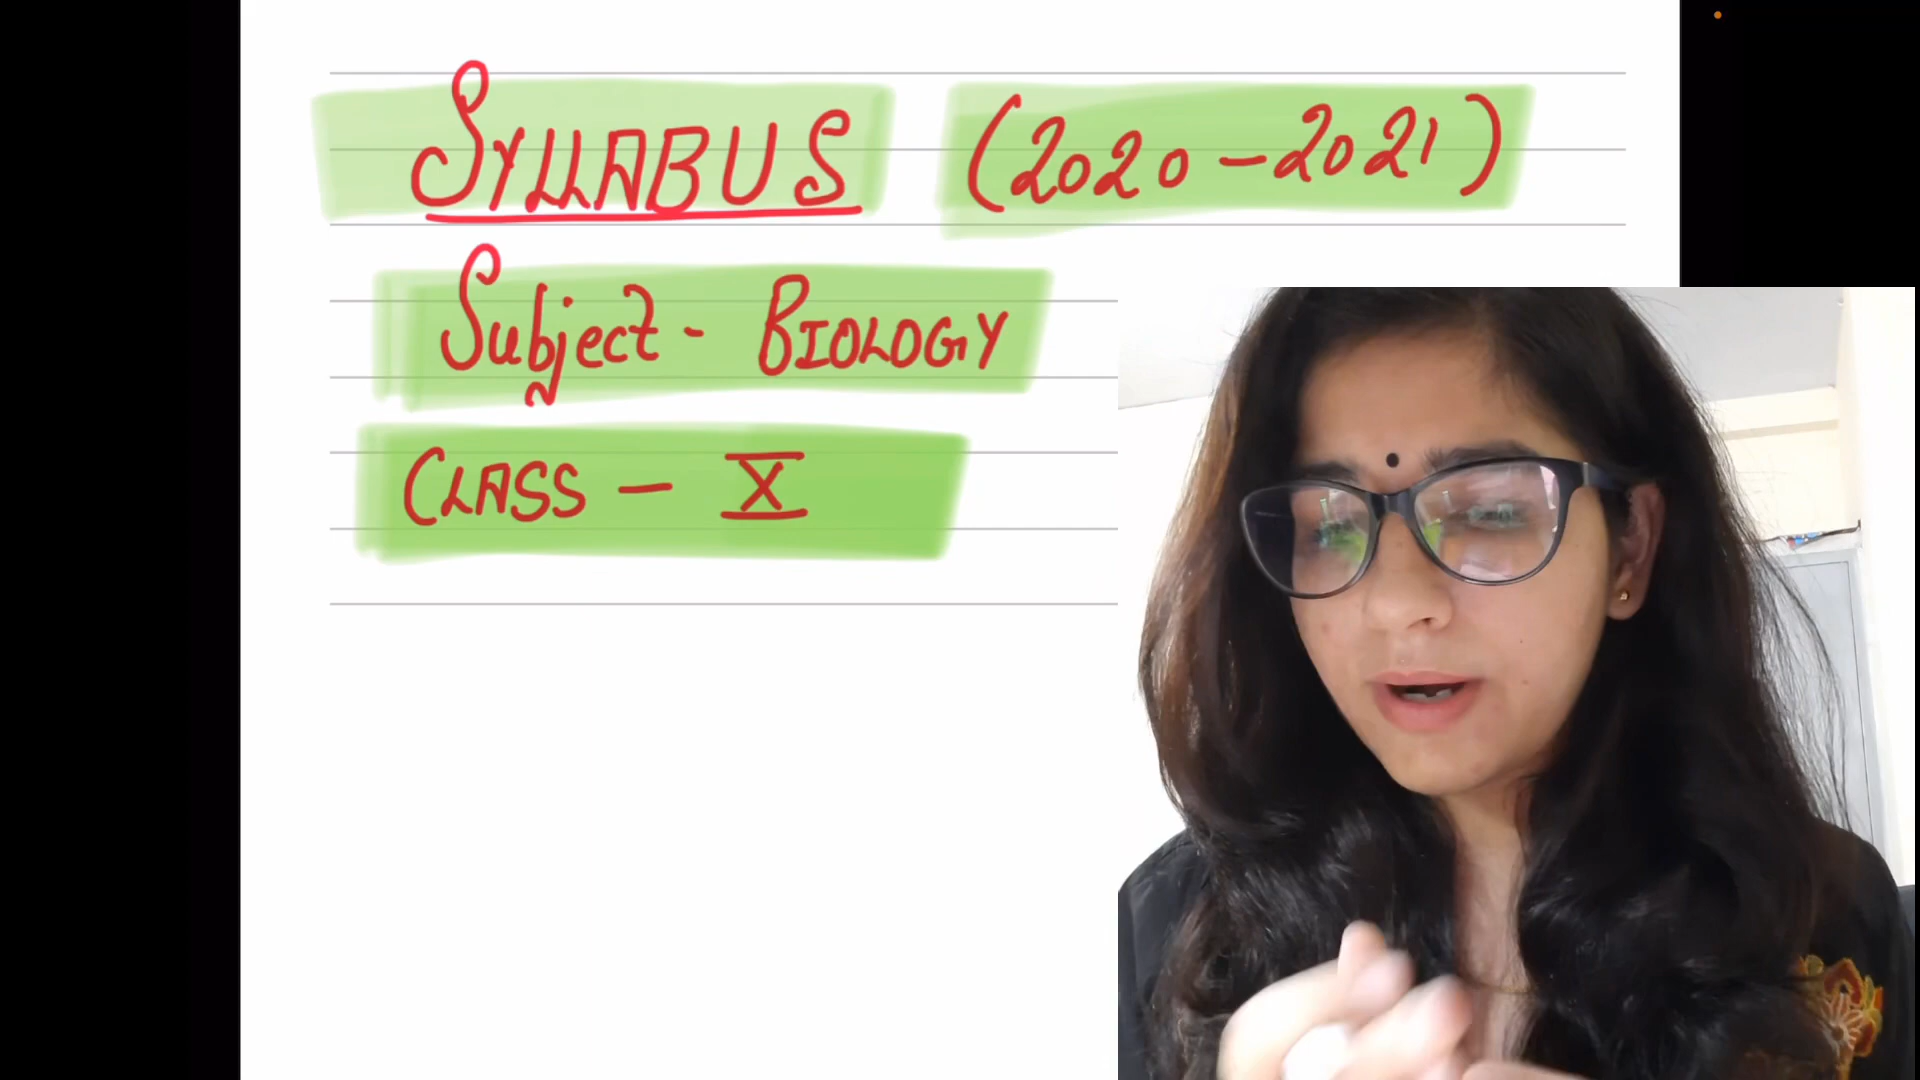 SYLLABUS (2020-2021)
Subject - BIOLOGY
CLASS - X